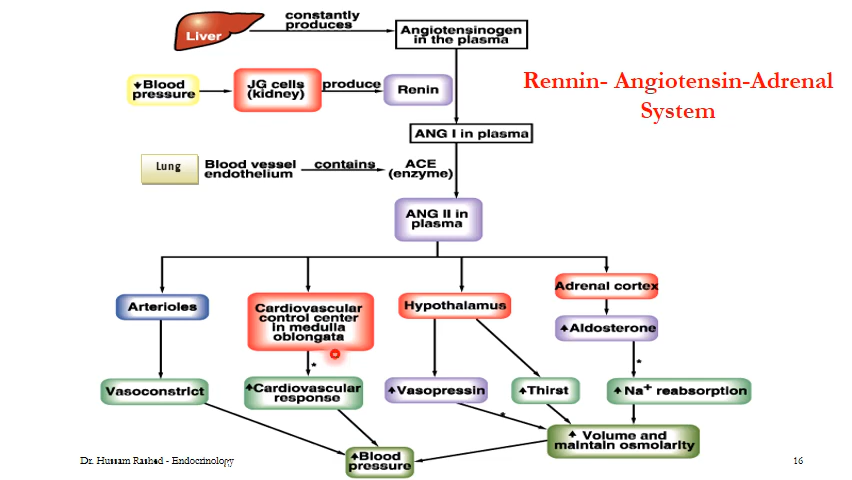 constantly
produces
Liver
Angiotensinogen
in the plasma
Rennin- Angiotensin-Adrenal
System
↓Blood
pressure
JG cells
(kidney)
produce
Renin
ANG I in plasma
Lung
Blood vessel
endothelium
contains
ACE
(enzyme)
ANG II in
plasma
Arterioles
Cardiovascular
control center
in medulla
oblongata
Hypothalamus
Adrenal cortex
↑Aldosterone
*
*
Vasoconstrict
↑Cardiovascular
response
↑Vasopressin
↑Thirst
↑Na⁺ reabsorption
*
↑ Volume and
maintain osmolarity
↑Blood
pressure
Dr. Hussam Rashad - Endocrinology
16